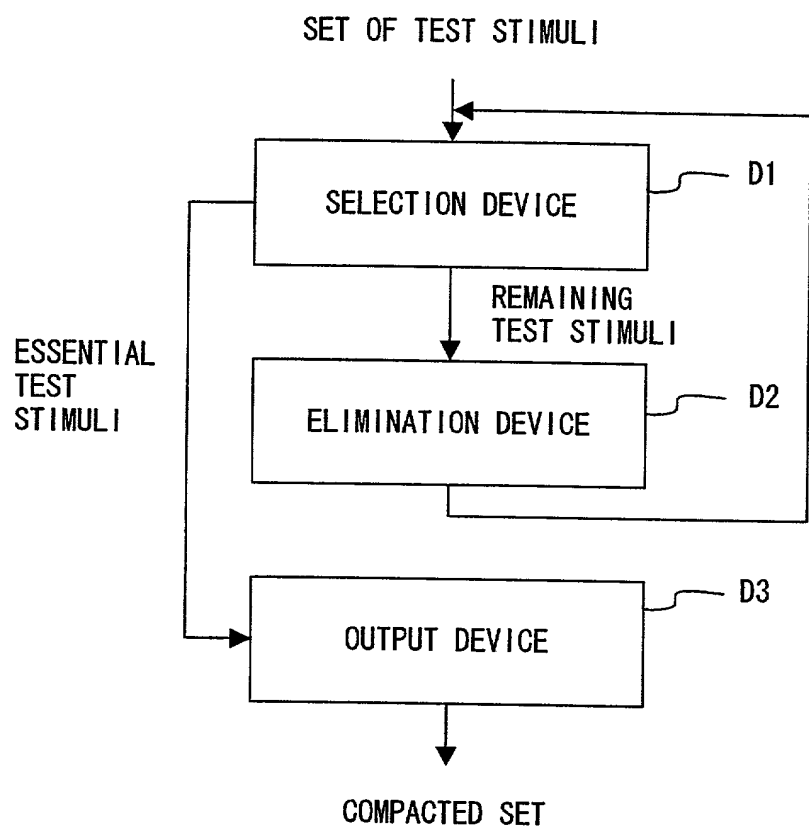 SET OF TEST STIMULI
SELECTION DEVICE
D1
REMAINING
TEST STIMULI
ESSENTIAL
TEST
STIMULI
ELIMINATION DEVICE
D2
OUTPUT DEVICE
D3
COMPACTED SET